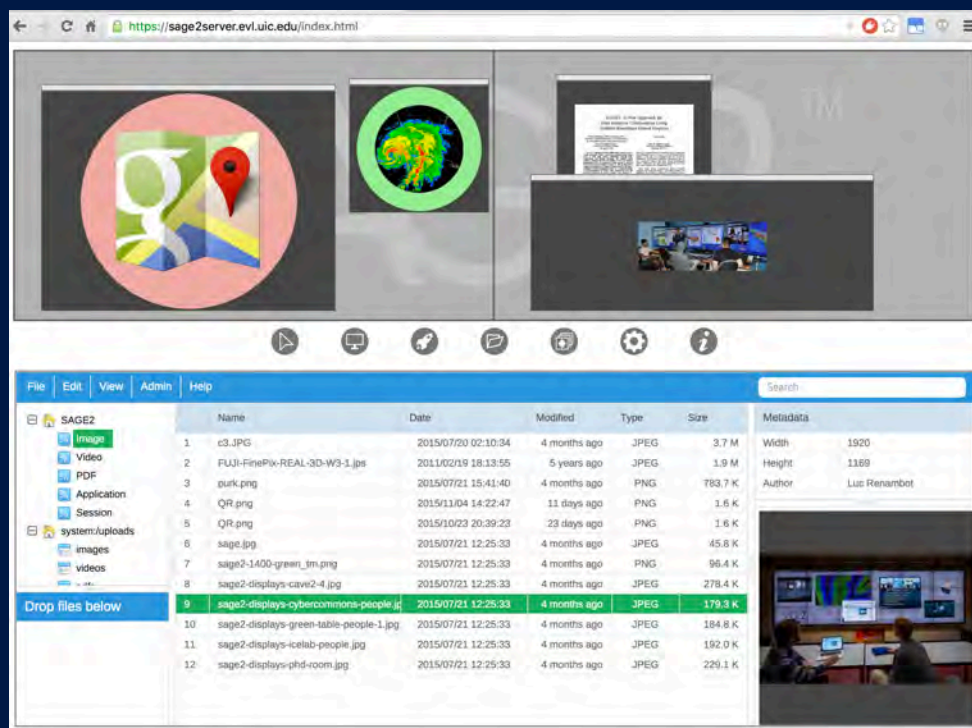 https://sage2server.evl.uic.edu/index.html
TM
File Edit View Admin Help
Search
SAGE2
Image
Video
PDF
Application
Session
system:/uploads
images
videos
Drop files below
Name Date Modified Type Size
1 c3.JPG 2015/07/20 02:10:34 4 months ago JPEG 3.7 M
2 FUJI-FinePix-REAL-3D-W3-1.jps 2011/02/19 18:13:55 5 years ago JPEG 1.9 M
3 purk.png 2015/07/21 15:41:40 4 months ago PNG 783.7 K
4 QR.png 2015/11/04 14:22:47 11 days ago PNG 1.6 K
5 QR.png 2015/10/23 20:39:23 23 days ago PNG 1.6 K
6 sage.jpg 2015/07/21 12:25:33 4 months ago JPEG 45.8 K
7 sage2-1400-green_tm.png 2015/07/21 12:25:33 4 months ago PNG 96.4 K
8 sage2-displays-cave2-4.jpg 2015/07/21 12:25:33 4 months ago JPEG 278.4 K
9 sage2-displays-cybercommons-people.jp 2015/07/21 12:25:33 4 months ago JPEG 179.3 K
10 sage2-displays-green-table-people-1.jpg 2015/07/21 12:25:33 4 months ago JPEG 184.8 K
11 sage2-displays-icelab-people.jpg 2015/07/21 12:25:33 4 months ago JPEG 192.0 K
12 sage2-displays-phd-room.jpg 2015/07/21 12:25:33 4 months ago JPEG 229.1 K
Metadata
Width 1920
Height 1169
Author Luc Renambot